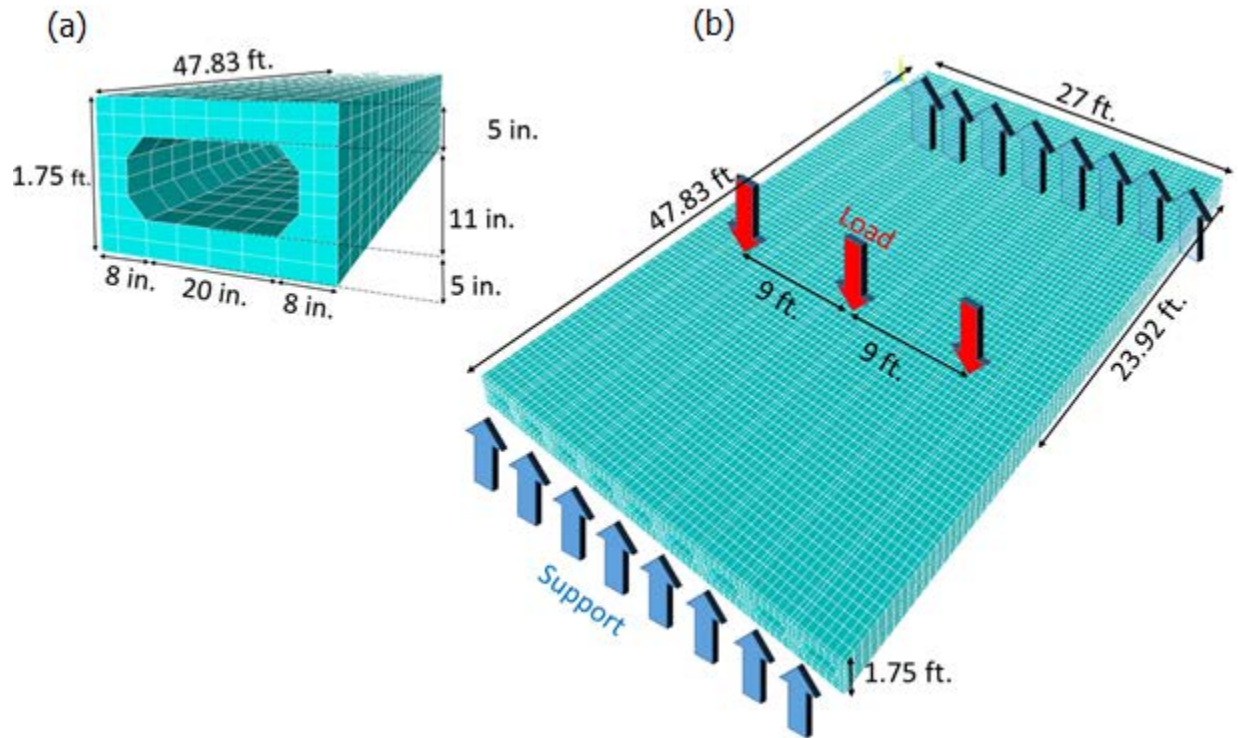 (a)
47.83 ft.
5 in.
1.75 ft.
11 in.
8 in.
20 in.
8 in.
5 in.
(b)
27 ft.
47.83 ft.
Load
9 ft.
9 ft.
23.92 ft.
Support
1.75 ft.